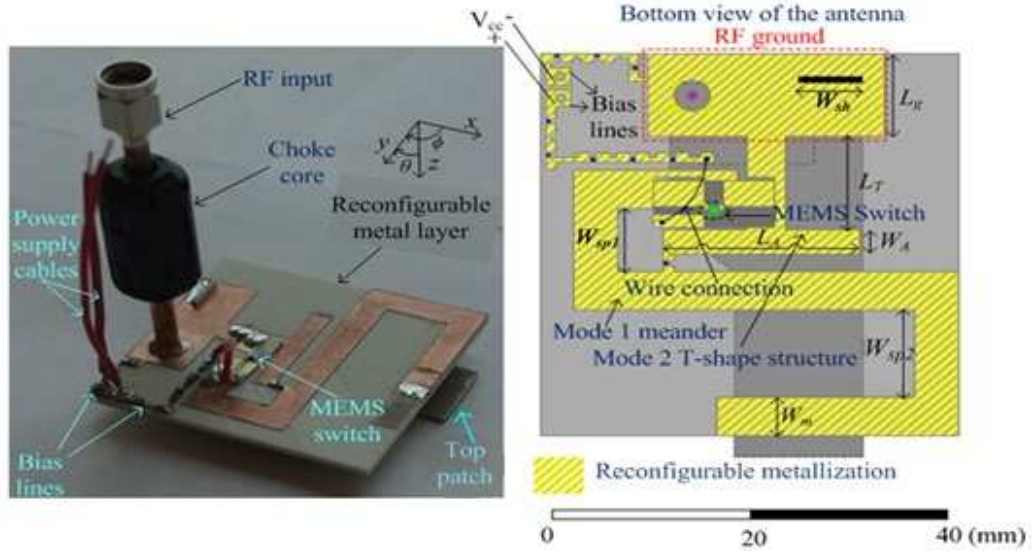 RF input
x
y
ϕ
θ
z
Choke
core
Reconfigurable
metal layer
Power
supply
cables
MEMS
switch
Top
patch
Bias
lines
Bottom view of the antenna
RF ground
Vcc-
+
Bias
lines
Wsh
Lg
LT
MEMS Switch
Wsp1
LA
WA
Wire connection
Mode 1 meander
Mode 2 T-shape structure
Wsp2
Wm
Reconfigurable metallization
0
20
40 (mm)